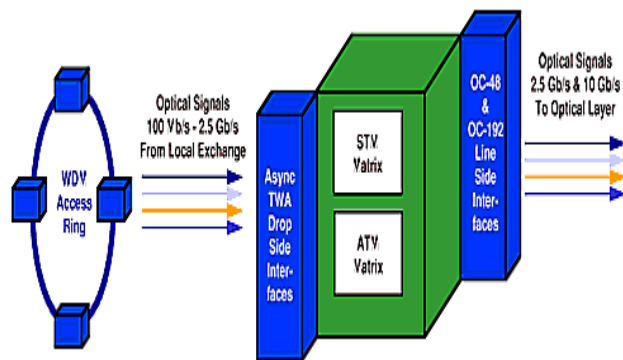 WDV
Access
Ring
Optical Signals
100 Vb/s - 2.5 Gb/s
From Local Exchange
Async
TWA
Drop
Side
Inter-
faces
STV
Vatrix
ATV
Vatrix
OC-48
&
OC-192
Line
Side
Inter-
faces
Optical Signals
2.5 Gb/s & 10 Gb/s
To Optical Layer